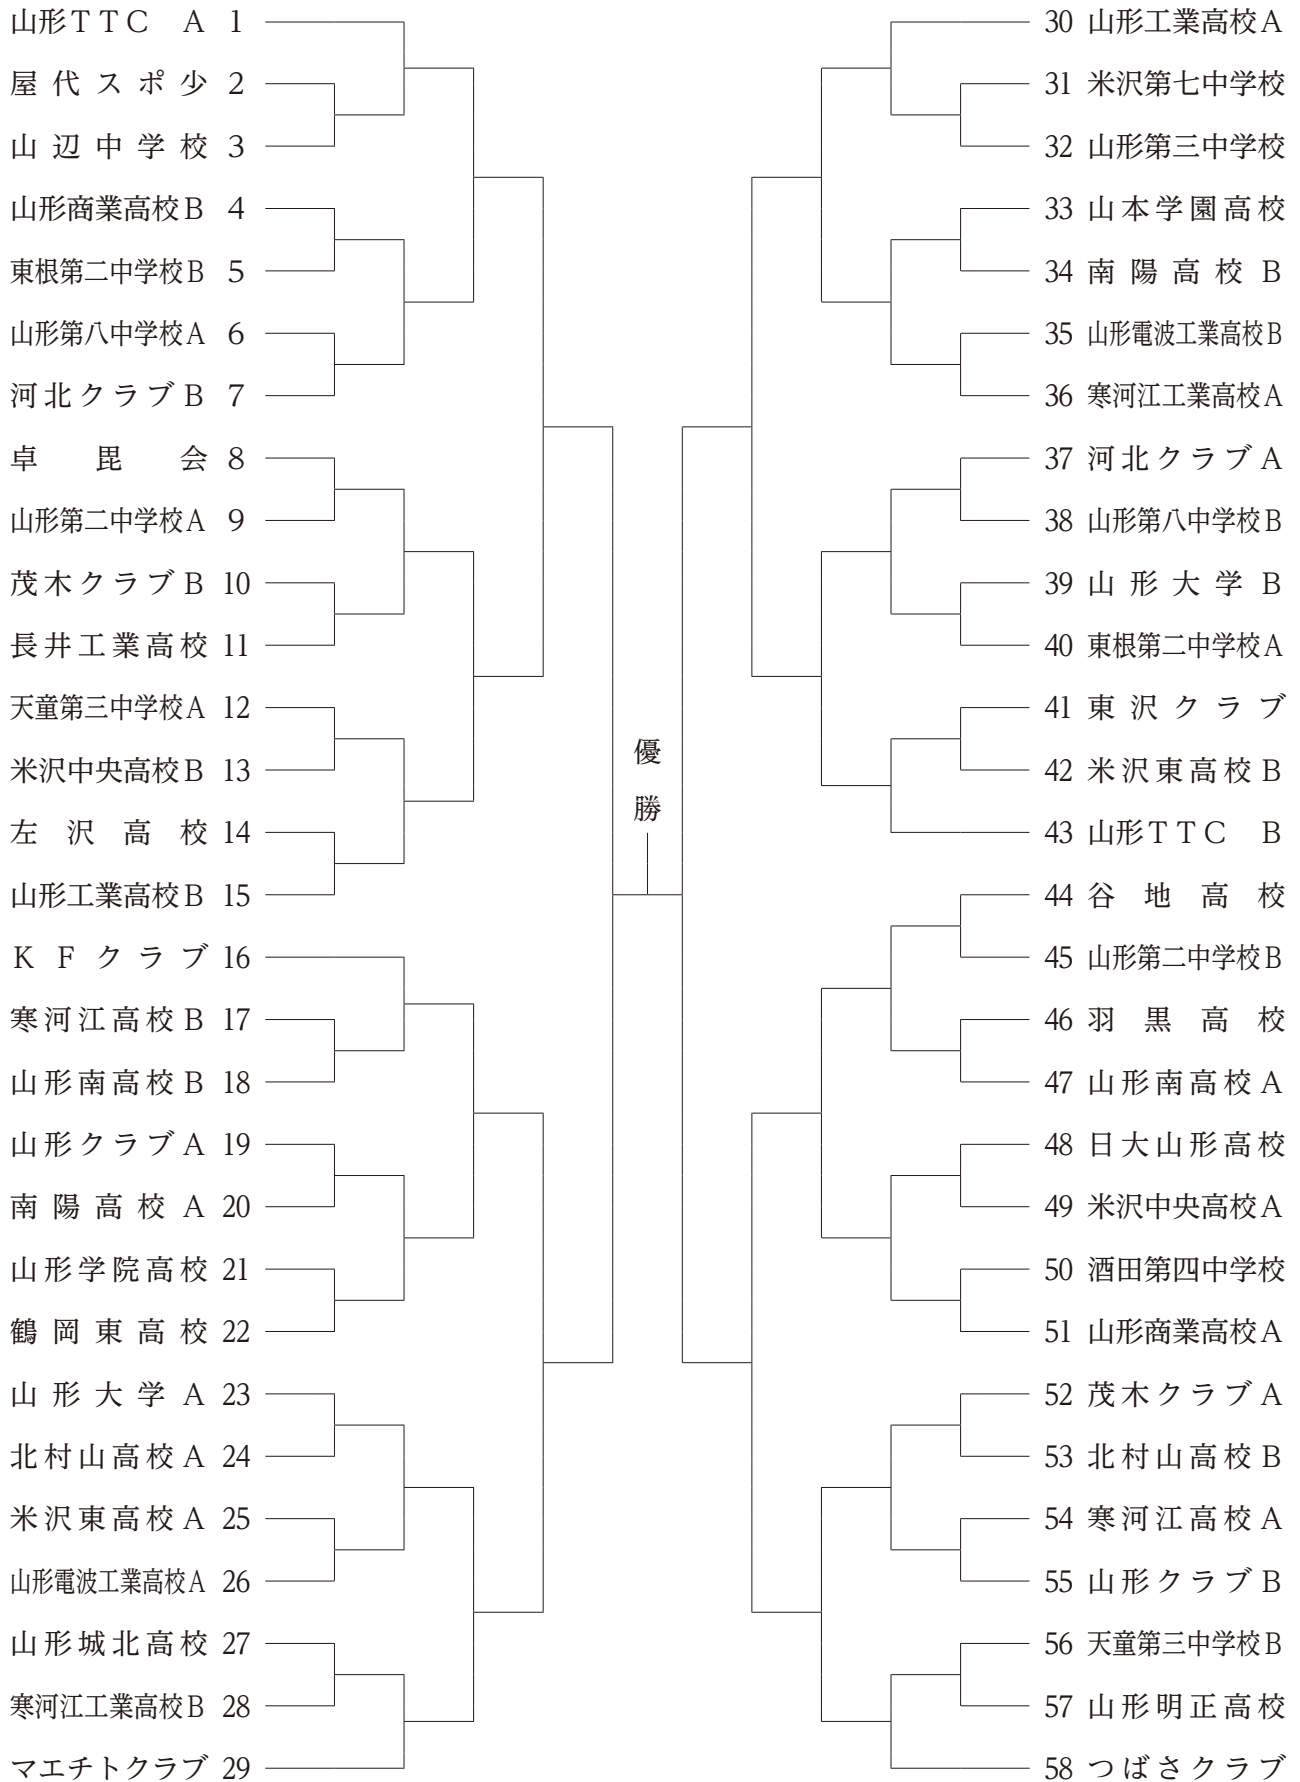 山形TTC A 1
屋代スポ少 2
山辺中学校 3
山形商業高校B 4
東根第二中学校B 5
山形第八中学校A 6
河北クラブB 7
卓毘会 8
山形第二中学校A 9
茂木クラブB 10
長井工業高校 11
天童第三中学校A 12
米沢中央高校B 13
左沢高校 14
山形工業高校B 15
KFクラブ 16
寒河江高校B 17
山形南高校B 18
山形クラブA 19
南陽高校A 20
山形学院高校 21
鶴岡東高校 22
山形大学A 23
北村山高校A 24
米沢東高校A 25
山形電波工業高校A 26
山形城北高校 27
寒河江工業高校B 28
マエチトクラブ 29
優勝
30 山形工業高校A
31 米沢第七中学校
32 山形第三中学校
33 山本学園高校
34 南陽高校B
35 山形電波工業高校B
36 寒河江工業高校A
37 河北クラブA
38 山形第八中学校B
39 山形大学B
40 東根第二中学校A
41 東沢クラブ
42 米沢東高校B
43 山形TTC B
44 谷地高校
45 山形第二中学校B
46 羽黒高校
47 山形南高校A
48 日大山形高校
49 米沢中央高校A
50 酒田第四中学校
51 山形商業高校A
52 茂木クラブA
53 北村山高校B
54 寒河江高校A
55 山形クラブB
56 天童第三中学校B
57 山形明正高校
58 つばさクラブ